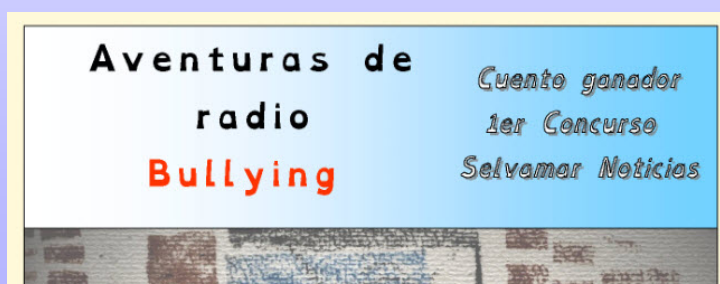 Aventuras de
radio
Bullying
Cuento ganador
1er Concurso
Selvamar Noticias